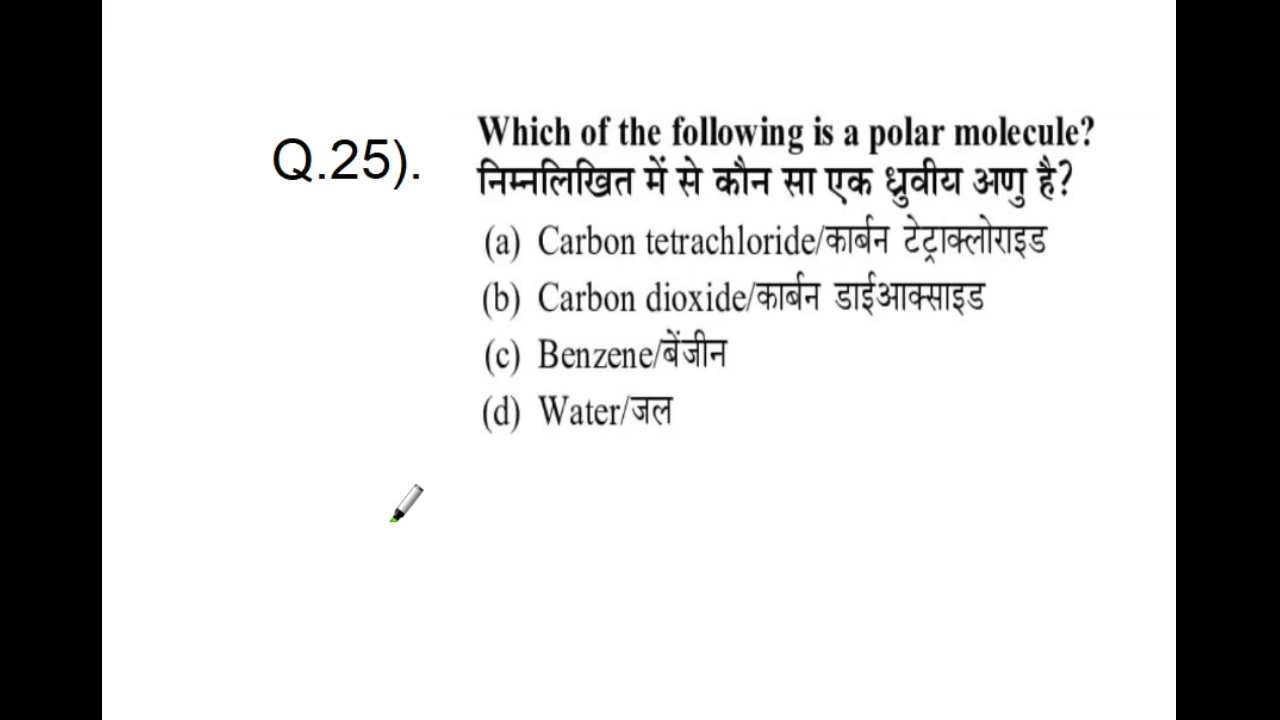 Q.25).
Which of the following is a polar molecule?
निम्नलिखित में से कौन सा एक ध्रुवीय अणु है?
(a) Carbon tetrachloride/कार्बन टेट्राक्लोराइड
(b) Carbon dioxide/कार्बन डाईआक्साइड
(c) Benzene/बेंजीन
(d) Water/जल